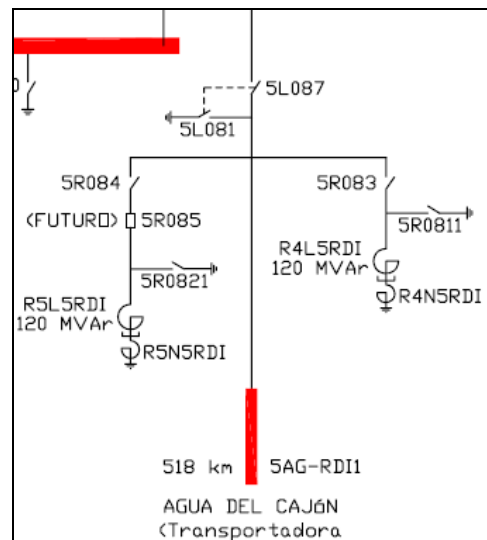 5L087
5L081
5R084
5R083
(FUTURO)
5R085
5R0811
R4L5RDI
120 MVAr
5R0821
R4N5RDI
R5L5RDI
120 MVAr
R5N5RDI
518 km
5AG-RDI1
AGUA DEL CAJóN
(Transportadora